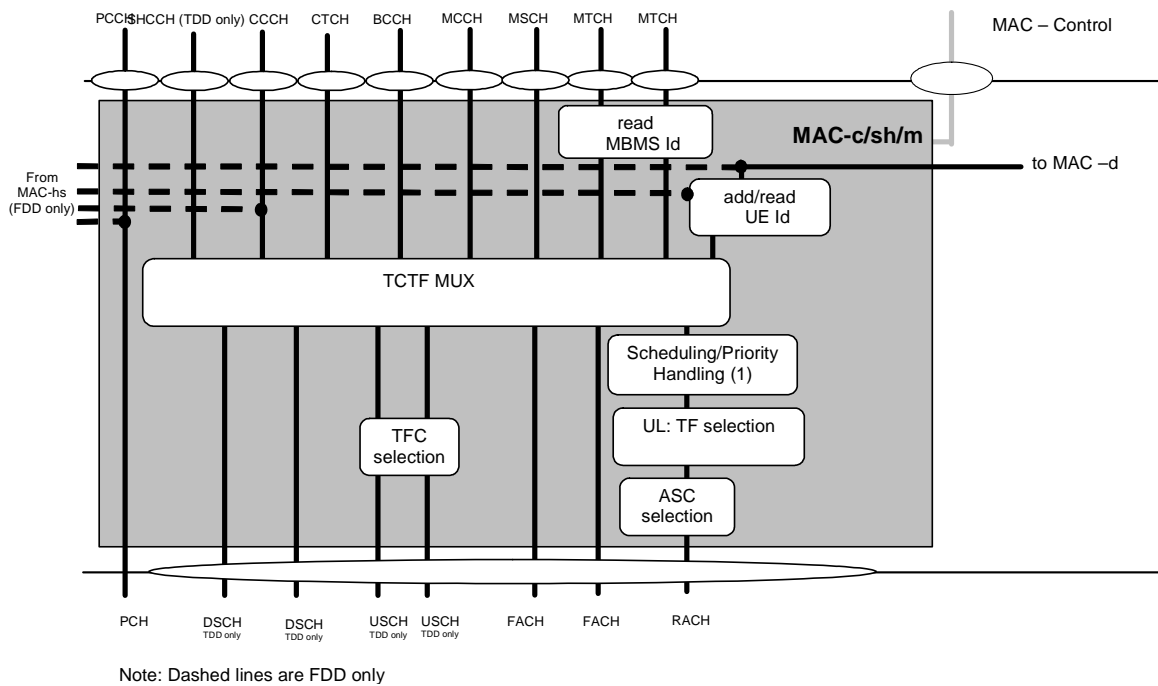 PCCH SHCCH (TDD only) CCCH CTCH BCCH MCCH MSCH MTCH MTCH
MAC – Control
read
MBMS Id
MAC-c/sh/m
From
MAC-hs
(FDD only)
to MAC –d
add/read
UE Id
TCTF MUX
Scheduling/Priority
Handling (1)
UL: TF selection
TFC
selection
ASC
selection
PCH DSCH DSCH USCH USCH FACH FACH RACH
TDD only TDD only TDD only TDD only
Note: Dashed lines are FDD only